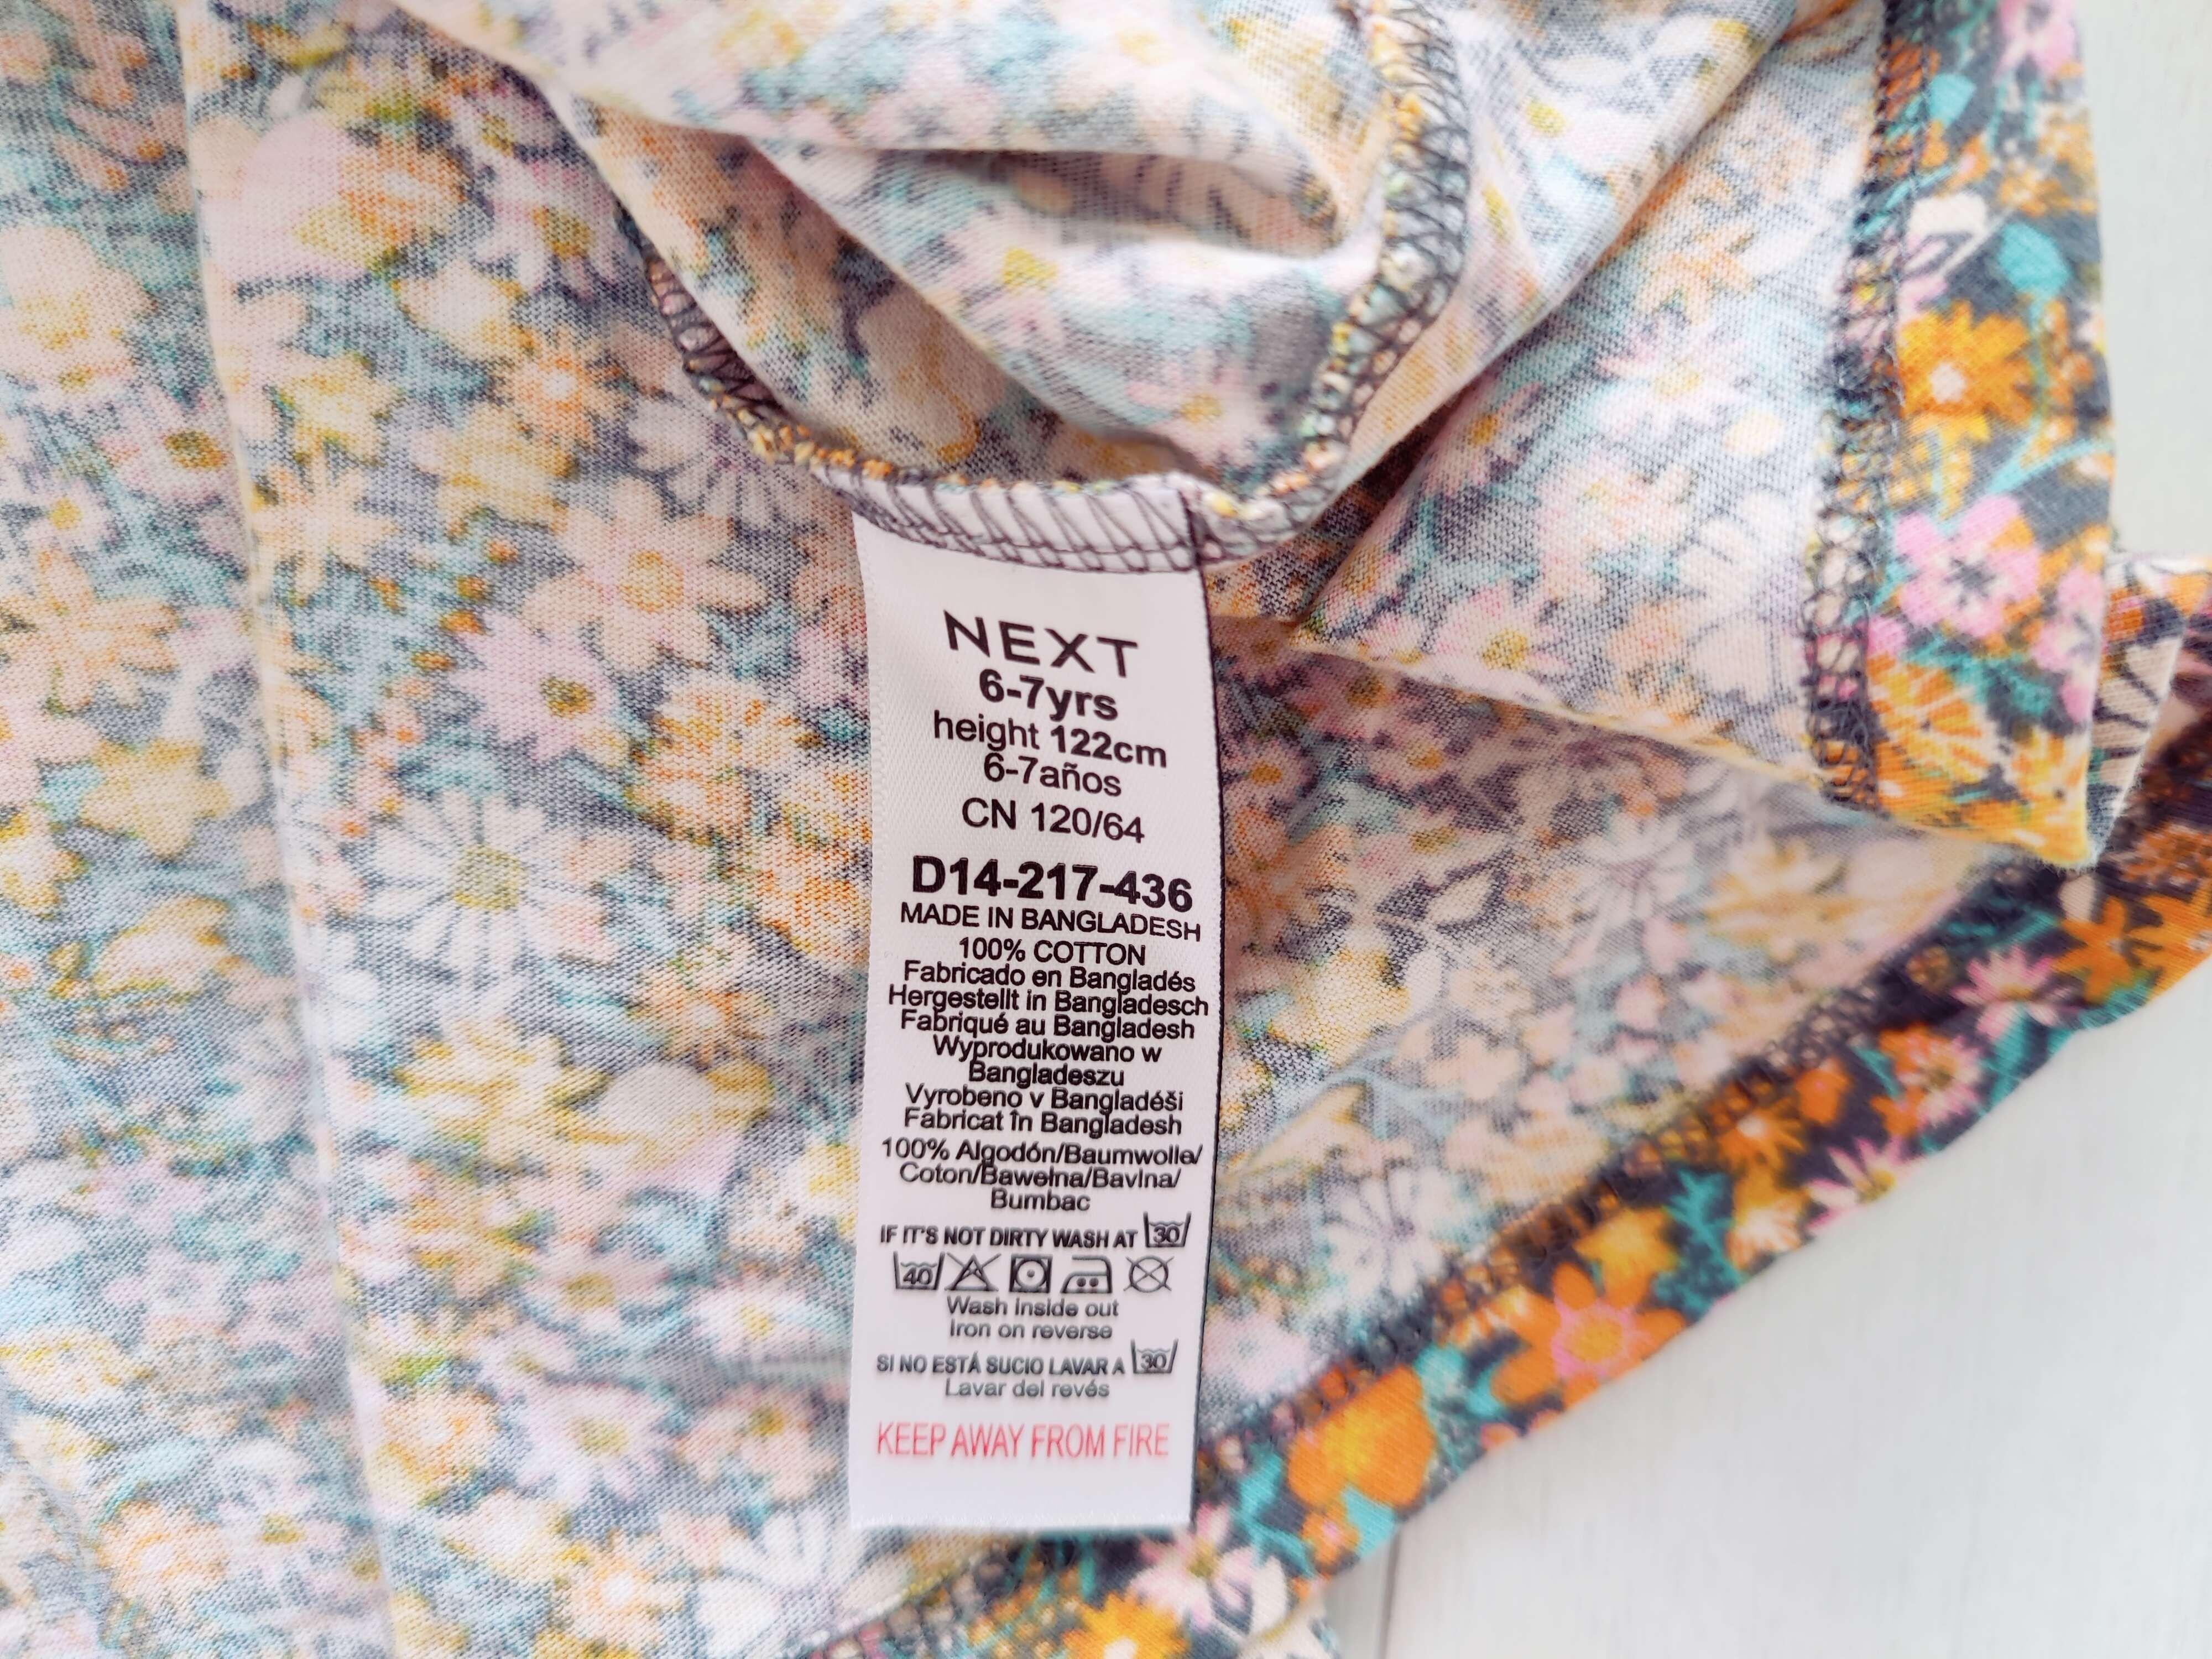 NEXT
6-7yrs
height 122cm
6-7años
CN 120/64
D14-217-436
MADE IN BANGLADESH
100% COTTON
Fabricado en Bangladés
Hergestellt in Bangladesch
Fabriqué au Bangladesh
Wyprodukowano w
Bangladeszu
Vyrobeno v Bangladéši
Fabricat în Bangladesh
100% Algodón/Baumwolle/
Coton/Bawełna/Bavlna/
Bumbac
IF IT'S NOT DIRTY WASH AT 30
40
Wash inside out
Iron on reverse
SI NO ESTÁ SUCIO LAVAR A 30
Lavar del revés
KEEP AWAY FROM FIRE